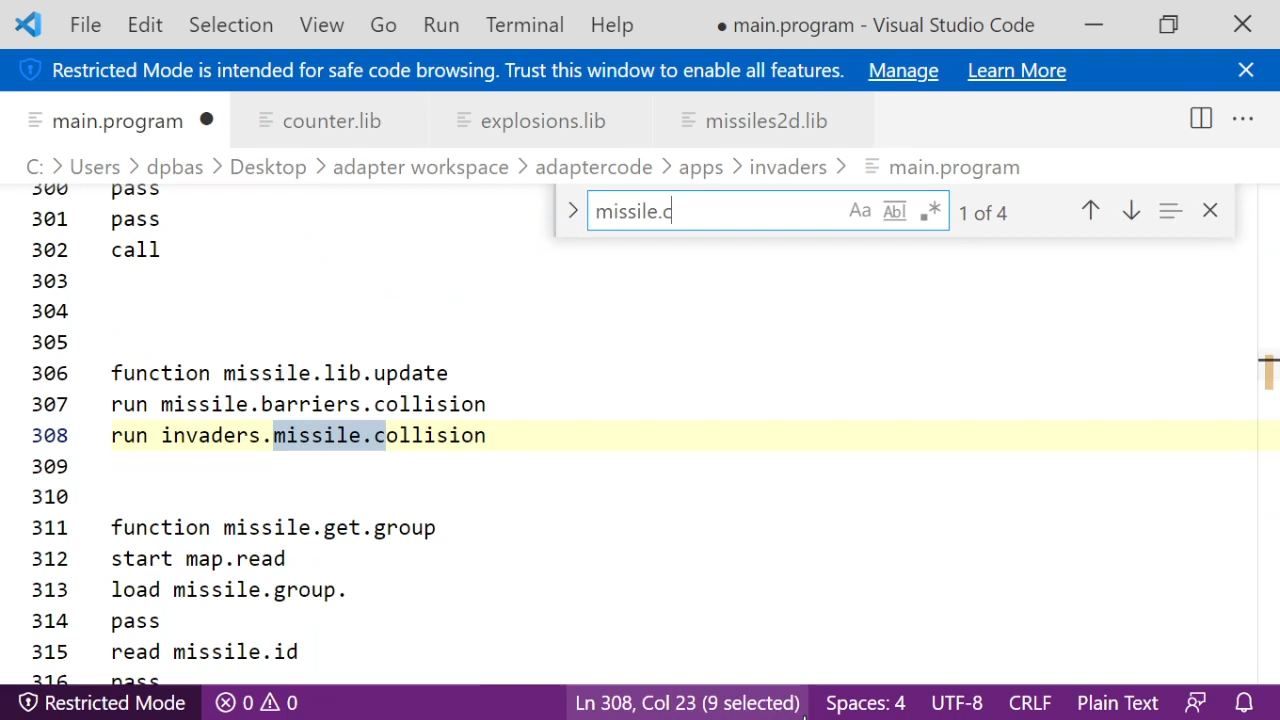 File Edit Selection View Go Run Terminal Help ● main.program - Visual Studio Code
Restricted Mode is intended for safe code browsing. Trust this window to enable all features. Manage Learn More
main.program counter.lib explosions.lib missiles2d.lib
C: > Users > dpbas > Desktop > adapter workspace > adaptercode > apps > invaders > main.program
missile.c Aa Abl .* 1 of 4
300 pass
301 pass
302 call
303
304
305
306 function missile.lib.update
307 run missile.barriers.collision
308 run invaders.missile.collision
309
310
311 function missile.get.group
312 start map.read
313 load missile.group.
314 pass
315 read missile.id
316 pass
Restricted Mode 0 0 Ln 308, Col 23 (9 selected) Spaces: 4 UTF-8 CRLF Plain Text